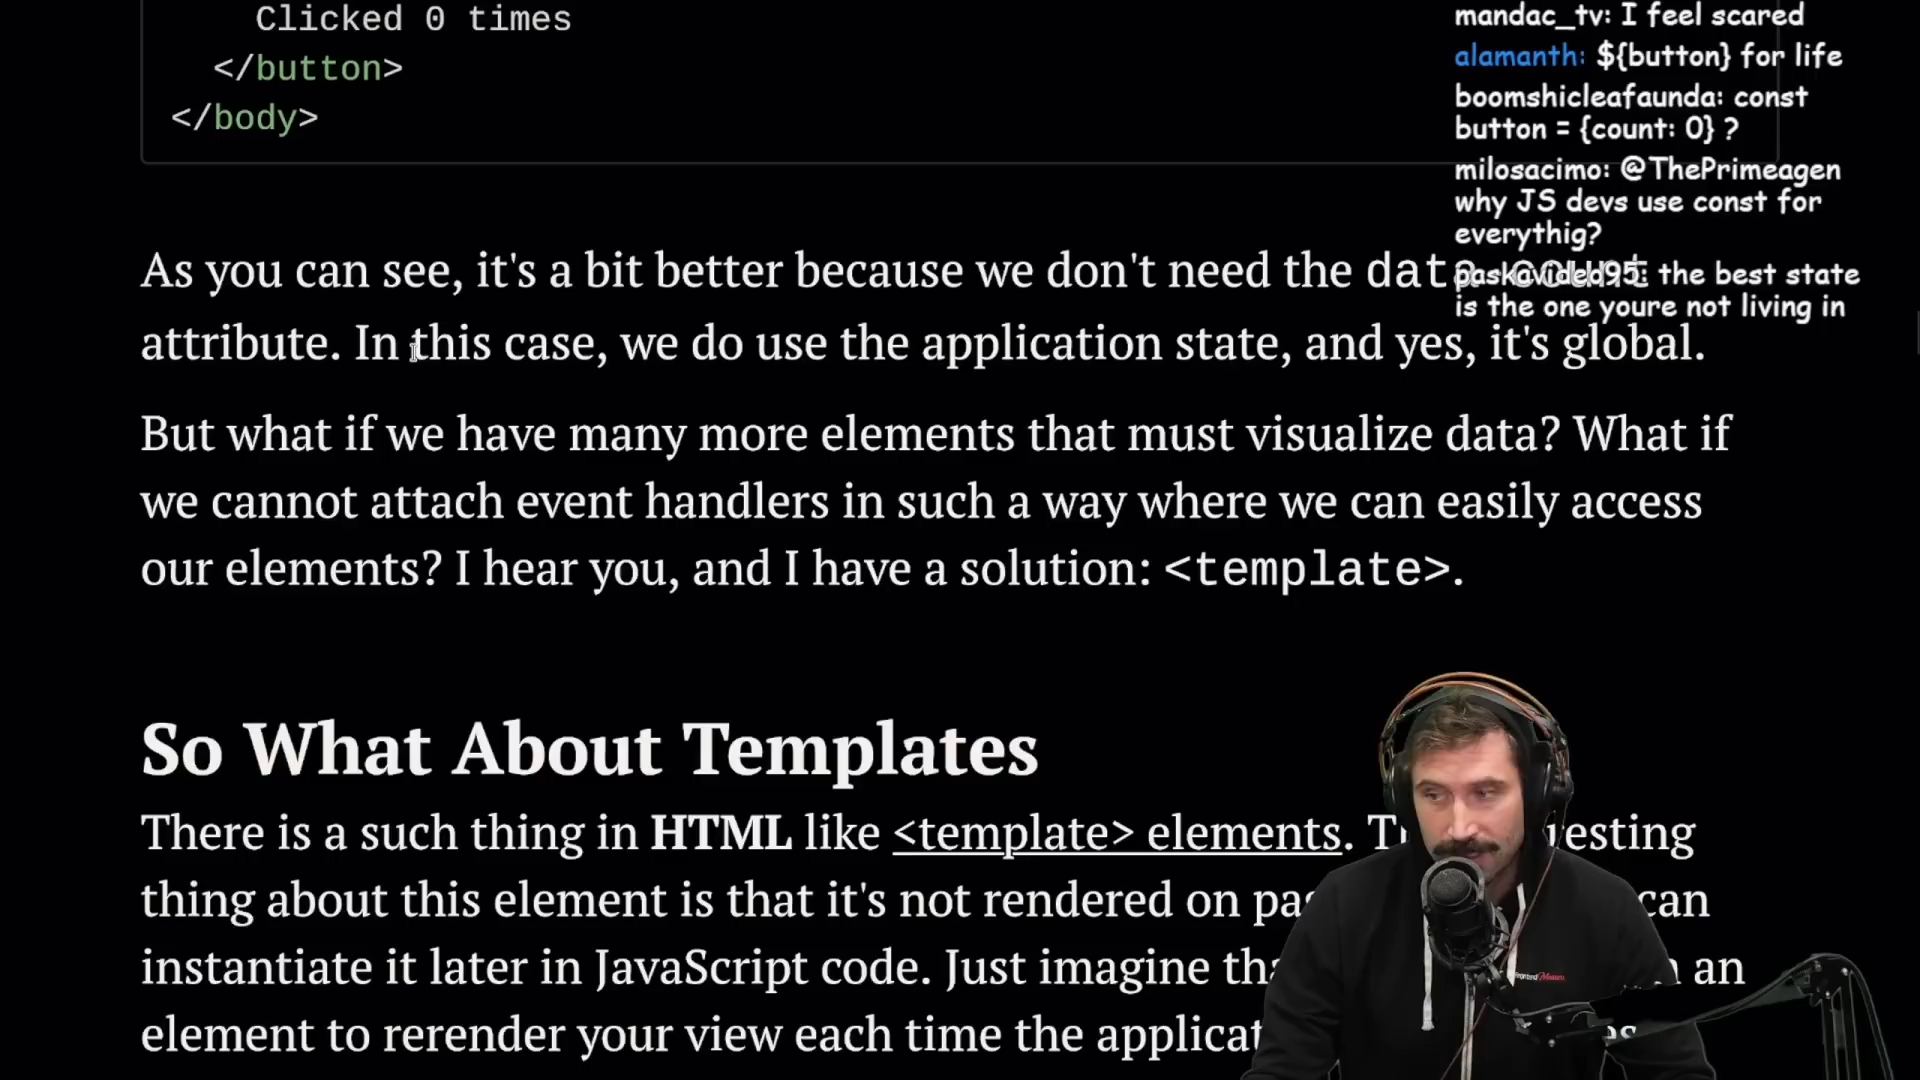 Clicked 0 times
</button>
</body>
As you can see, it's a bit better because we don't need the data-count
attribute. In this case, we do use the application state, and yes, it's global.
But what if we have many more elements that must visualize data? What if
we cannot attach event handlers in such a way where we can easily access
our elements? I hear you, and I have a solution: <template>.
So What About Templates
There is a such thing in HTML like <template> elements.
thing about this element is that it's not rendered on can
instantiate it later in JavaScript code. Just imagine an
element to rerender your view each time the
mandac_tv: I feel scared
alamanth: ${button} for life
boomshicleafaunda: const
button = {count: 0} ?
milosacimo: @ThePrimeagen
why JS devs use const for
everythig?
paskavideo95: the best state
is the one youre not living in